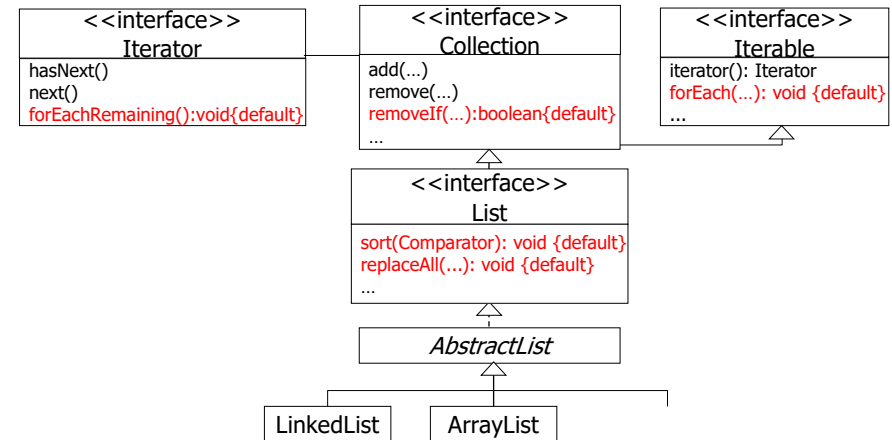 <<interface>>
Iterator
hasNext()
next()
forEachRemaining():void{default}
<<interface>>
Collection
add(…)
remove(…)
removeIf(…):boolean{default}
…
<<interface>>
Iterable
iterator(): Iterator
forEach(…): void {default}
...
<<interface>>
List
sort(Comparator): void {default}
replaceAll(...): void {default}
…
AbstractList
LinkedList
ArrayList